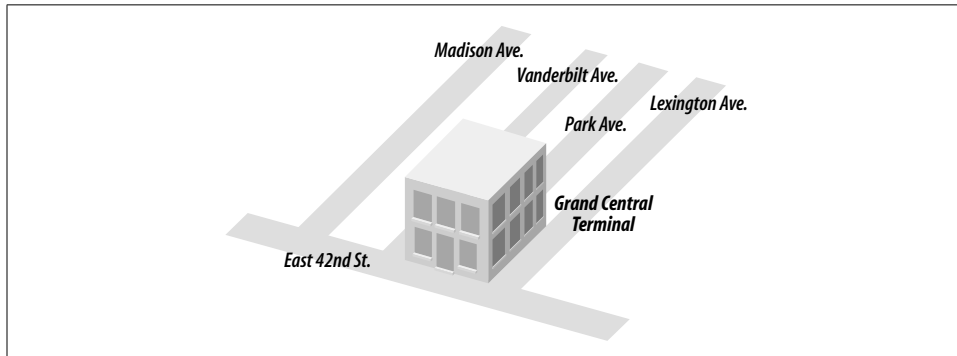 Madison Ave.
Vanderbilt Ave.
Lexington Ave.
Park Ave.
Grand Central
Terminal
East 42nd St.